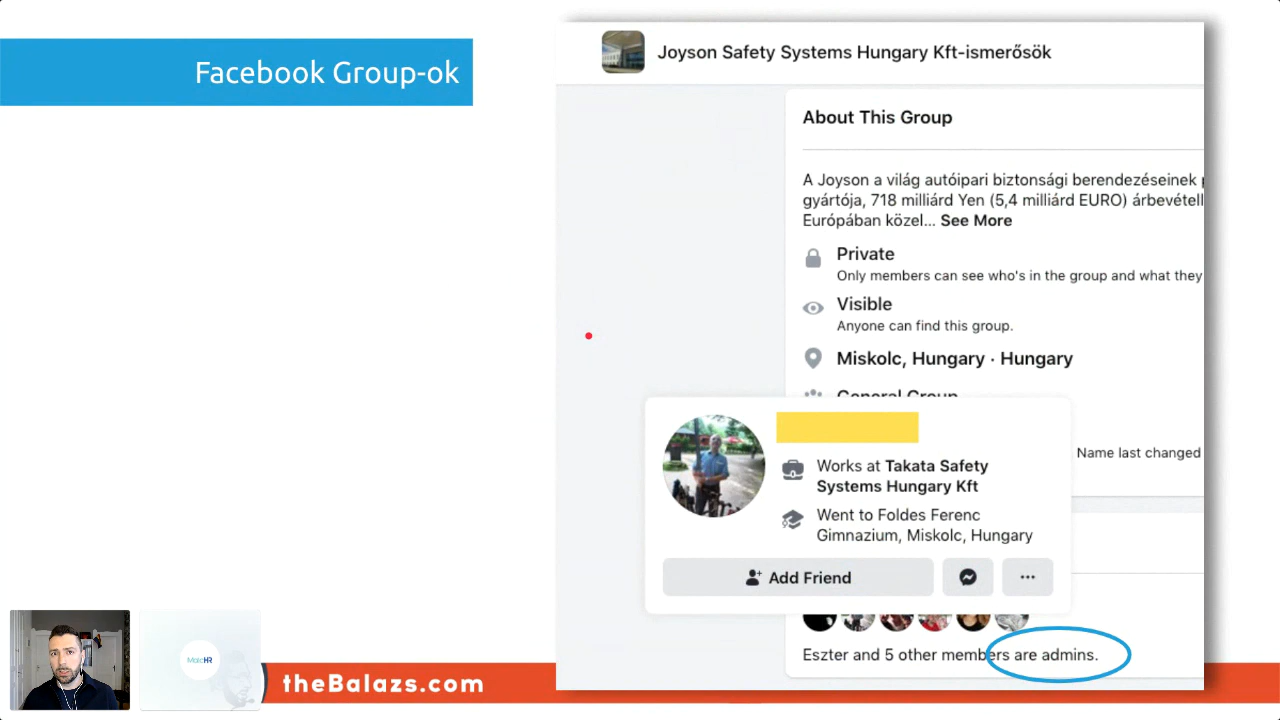 Facebook Group-ok
Joyson Safety Systems Hungary Kft-ismerősök
About This Group
A Joyson a világ autóipari biztonsági berendezéseinek
gyártója, 718 milliárd Yen (5,4 milliárd EURO) árbevétell
Európában közel... See More
Private
Only members can see who's in the group and what they
Visible
Anyone can find this group.
Miskolc, Hungary · Hungary
General Group
Name last changed
Works at Takata Safety
Systems Hungary Kft
Went to Foldes Ferenc
Gimnazium, Miskolc, Hungary
Add Friend
Eszter and 5 other members are admins.
HR
theBalazs.com